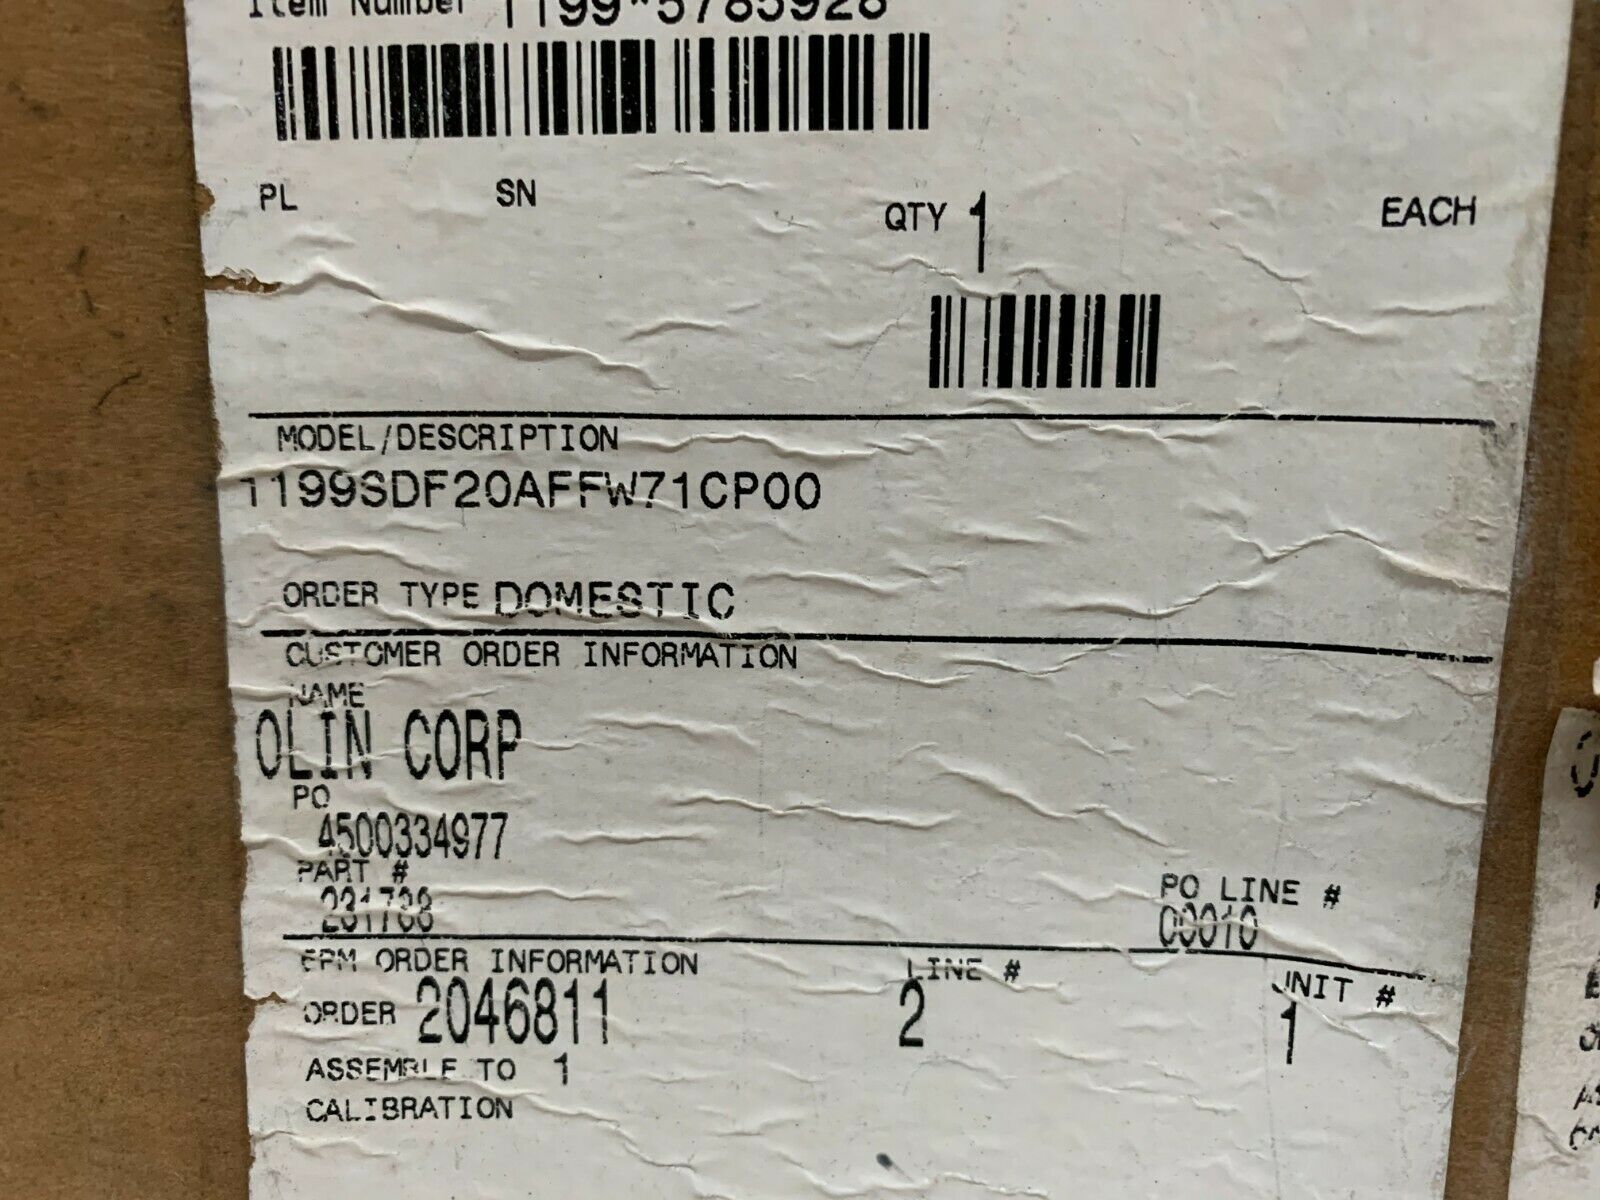 Item Number 1199*5785928
PL SN QTY 1 EACH
MODEL/DESCRIPTION
1199SDF20AFFW71CP00
ORDER TYPE DOMESTIC
CUSTOMER ORDER INFORMATION
NAME
OLIN CORP
PO
4500334977
PART # PO LINE #
00010
EPM ORDER INFORMATION LINE # UNIT #
ORDER 2046811 2 1
ASSEMBLE TO 1
CALIBRATION